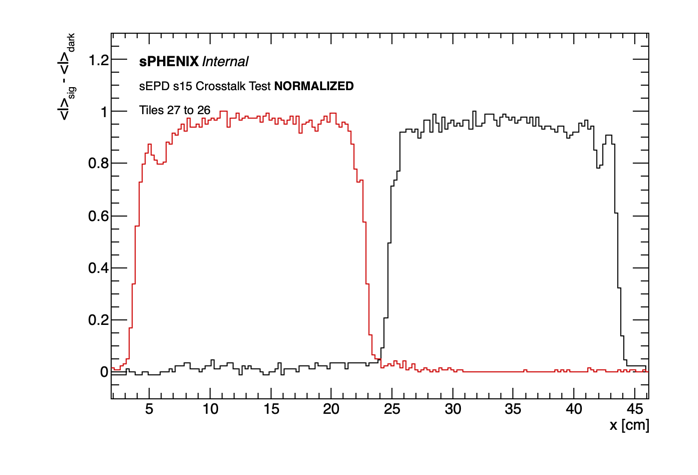 <I>sig - <I>dark
sPHENIX Internal
sEPD s15 Crosstalk Test NORMALIZED
Tiles 27 to 26
1.2
1
0.8
0.6
0.4
0.2
0
5 10 15 20 25 30 35 40 45
x [cm]